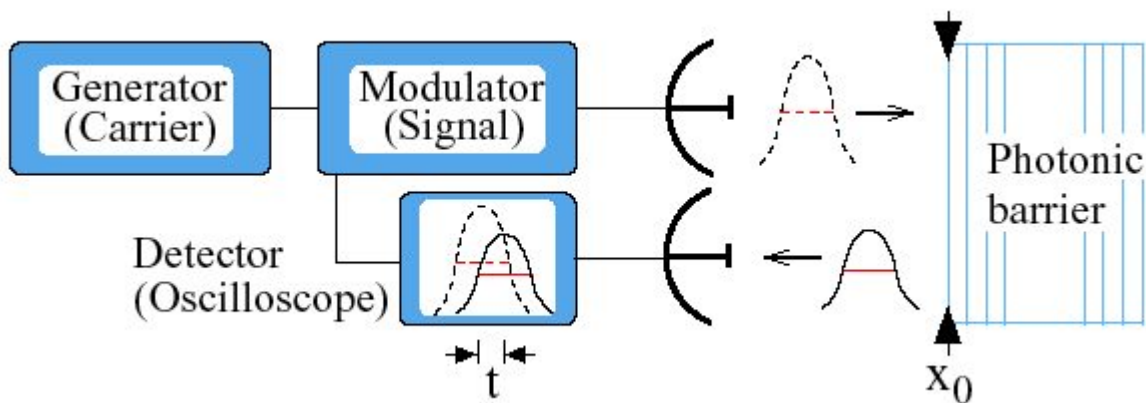 Generator
(Carrier)
Modulator
(Signal)
Photonic
barrier
Detector
(Oscilloscope)
t
x₀